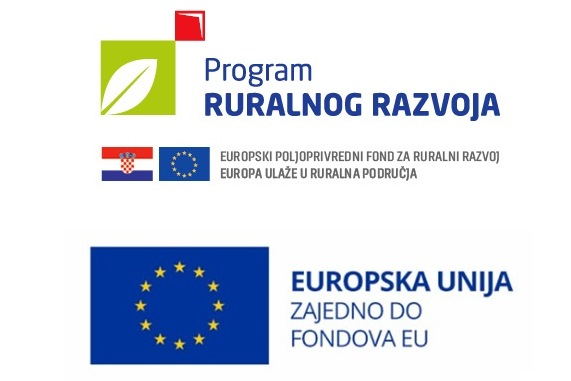 Program
RURALNOG RAZVOJA
EUROPSKI POLJOPRIVREDNI FOND ZA RURALNI RAZVOJ
EUROPA ULAŽE U RURALNA PODRUČJA
EUROPSKA UNIJA
ZAJEDNO DO
FONDOVA EU